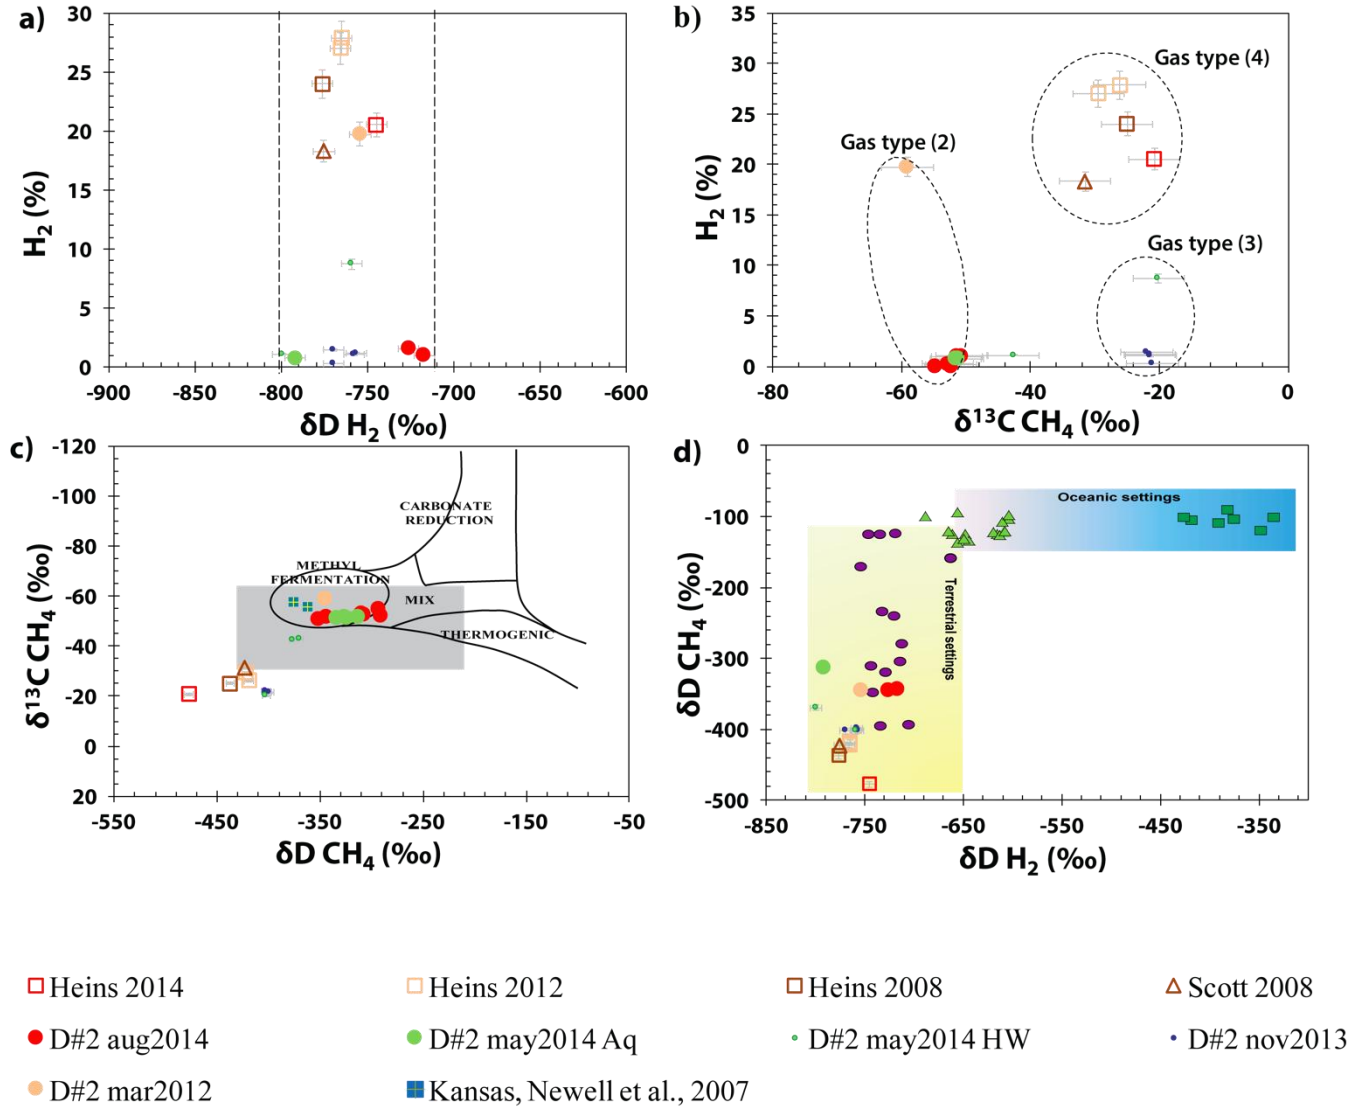 a)
30
25
20
15
10
5
0
H₂ (%)
-900 -800 -700 -600
δD H₂ (‰)
b)
35
30
25
20
15
10
5
0
H₂ (%)
Gas type (4)
Gas type (2)
Gas type (3)
-80 -60 -40 -20 0
δ¹³C CH₄ (‰)
c)
-120
-100
-80
-60
-40
-20
0
20
δ¹³C CH₄ (‰)
CARBONATE
REDUCTION
METHYL
FERMENTATION
MIX
THERMOGENIC
-550 -450 -350 -250 -150 -50
δD CH₄ (‰)
d)
0
-100
-200
-300
-400
-500
δD CH₄ (‰)
Oceanic settings
Terrestrial settings
-850 -750 -650 -550 -450 -350
δD H₂ (‰)
Heins 2014 Heins 2012 Heins 2008 Scott 2008
D#2 aug2014 D#2 may2014 Aq D#2 may2014 HW D#2 nov2013
D#2 mar2012 Kansas, Newell et al., 2007